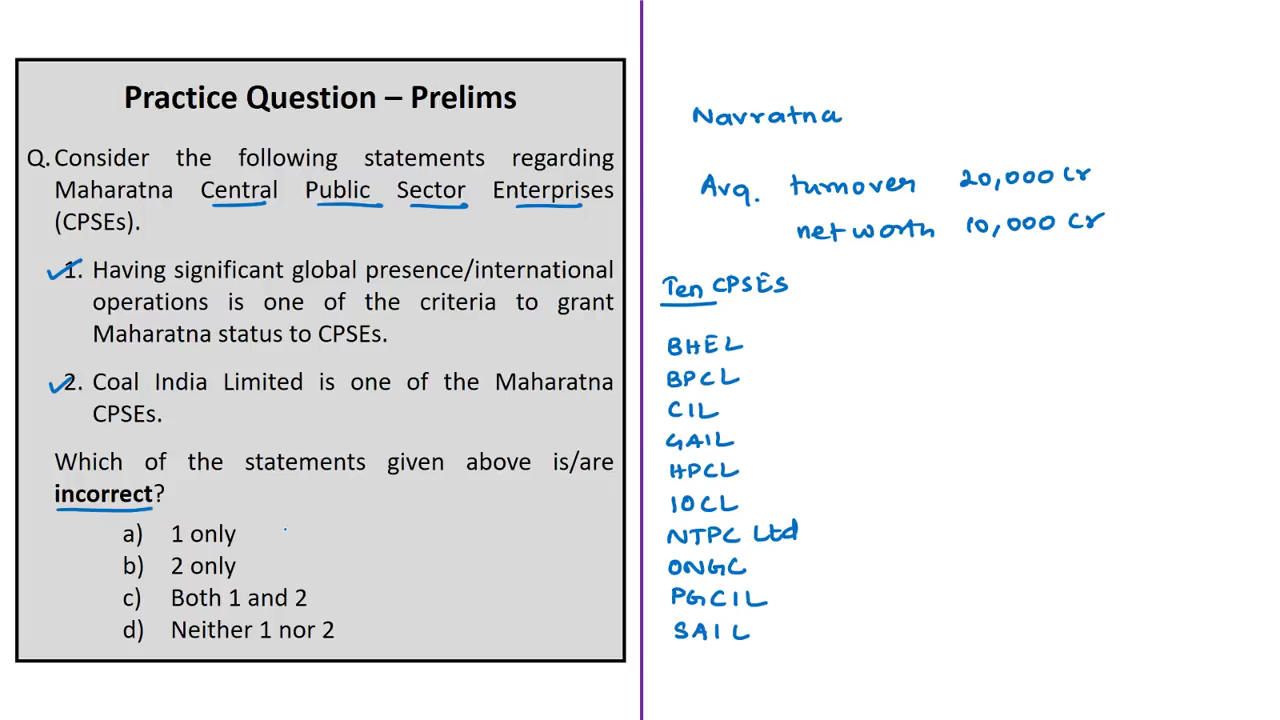 Practice Question – Prelims
Q. Consider the following statements regarding
Maharatna Central Public Sector Enterprises
(CPSEs).
1. Having significant global presence/international
operations is one of the criteria to grant
Maharatna status to CPSEs.
2. Coal India Limited is one of the Maharatna
CPSEs.
Which of the statements given above is/are
incorrect?
a) 1 only
b) 2 only
c) Both 1 and 2
d) Neither 1 nor 2
Navratna
Avg. turnover 20,000 Cr
net worth 10,000 Cr
Ten CPSEs
BHEL
BPCL
CIL
GAIL
HPCL
IOCL
NTPC Ltd
ONGC
PGCIL
SAIL